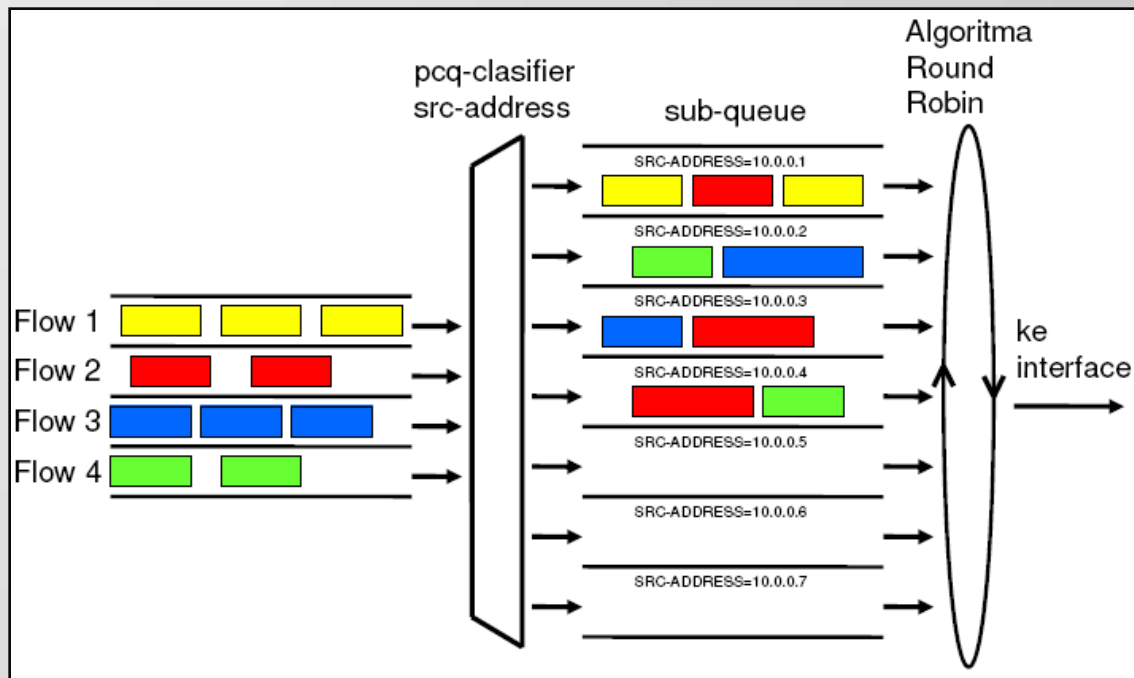 pcq-clasifier
src-address
sub-queue
Algoritma
Round
Robin
SRC-ADDRESS=10.0.0.1
SRC-ADDRESS=10.0.0.2
SRC-ADDRESS=10.0.0.3
SRC-ADDRESS=10.0.0.4
SRC-ADDRESS=10.0.0.5
SRC-ADDRESS=10.0.0.6
SRC-ADDRESS=10.0.0.7
Flow 1
Flow 2
Flow 3
Flow 4
ke
interface